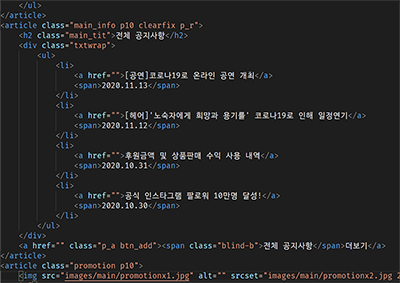 </ul>
</article>
<article class="main_info p10 clearfix p_r">
<h2 class="main_tit">전체 공지사항</h2>
<div class="txtwrap">
<ul>
<li>
<a href="">[공연]코로나19로 온라인 공연 개최</a>
<span>2020.11.13</span>
</li>
<li>
<a href="">[헤어]'노숙자에게 희망과 용기를' 코로나19로 인해 일정연기</a>
<span>2020.11.12</span>
</li>
<li>
<a href="">후원금액 및 상품판매 수익 사용 내역</a>
<span>2020.10.31</span>
</li>
<li>
<a href="">공식 인스타그램 팔로워 10만명 달성!</a>
<span>2020.10.30</span>
</li>
</ul>
</div>
<a href="" class="p_a btn_add"><span class="blind-b">전체 공지사항</span>더보기</a>
</article>
<article class="promotion p10">
<img src="images/main/promotionx1.jpg" alt="" srcset="images/main/promotionx2.jpg 2